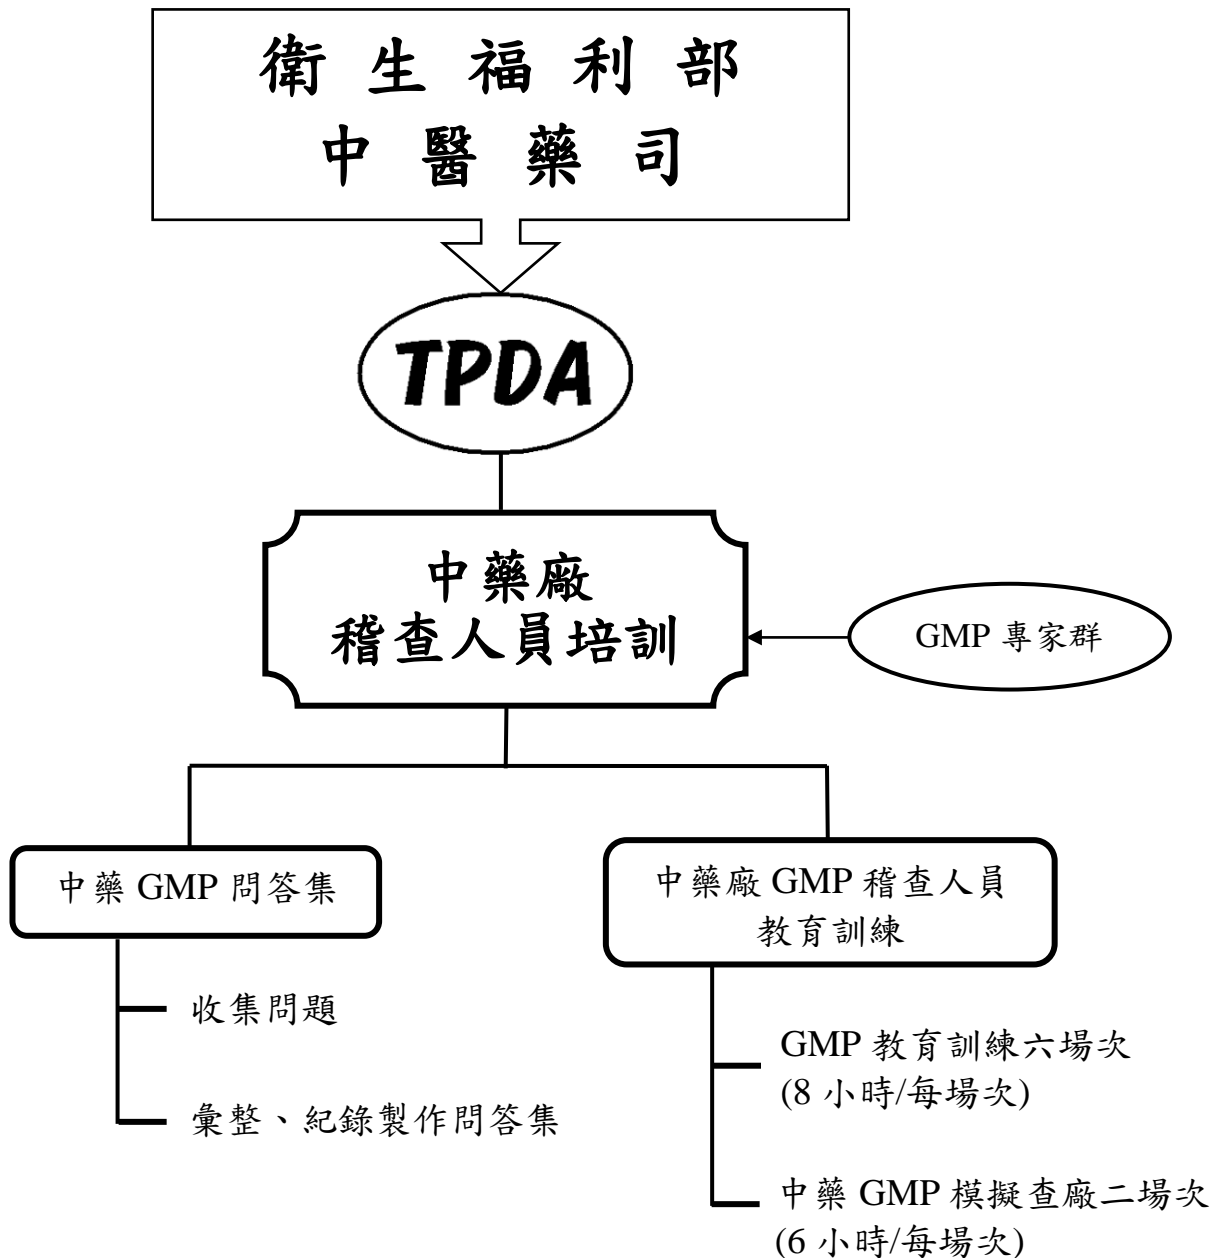 衛生福利部
中醫藥司
TPDA
中藥廠
稽查人員培訓
GMP 專家群
中藥 GMP 問答集
收集問題
彙整、紀錄製作問答集
中藥廠 GMP 稽查人員
教育訓練
GMP 教育訓練六場次
(8 小時/每場次)
中藥 GMP 模擬查廠二場次
(6 小時/每場次)